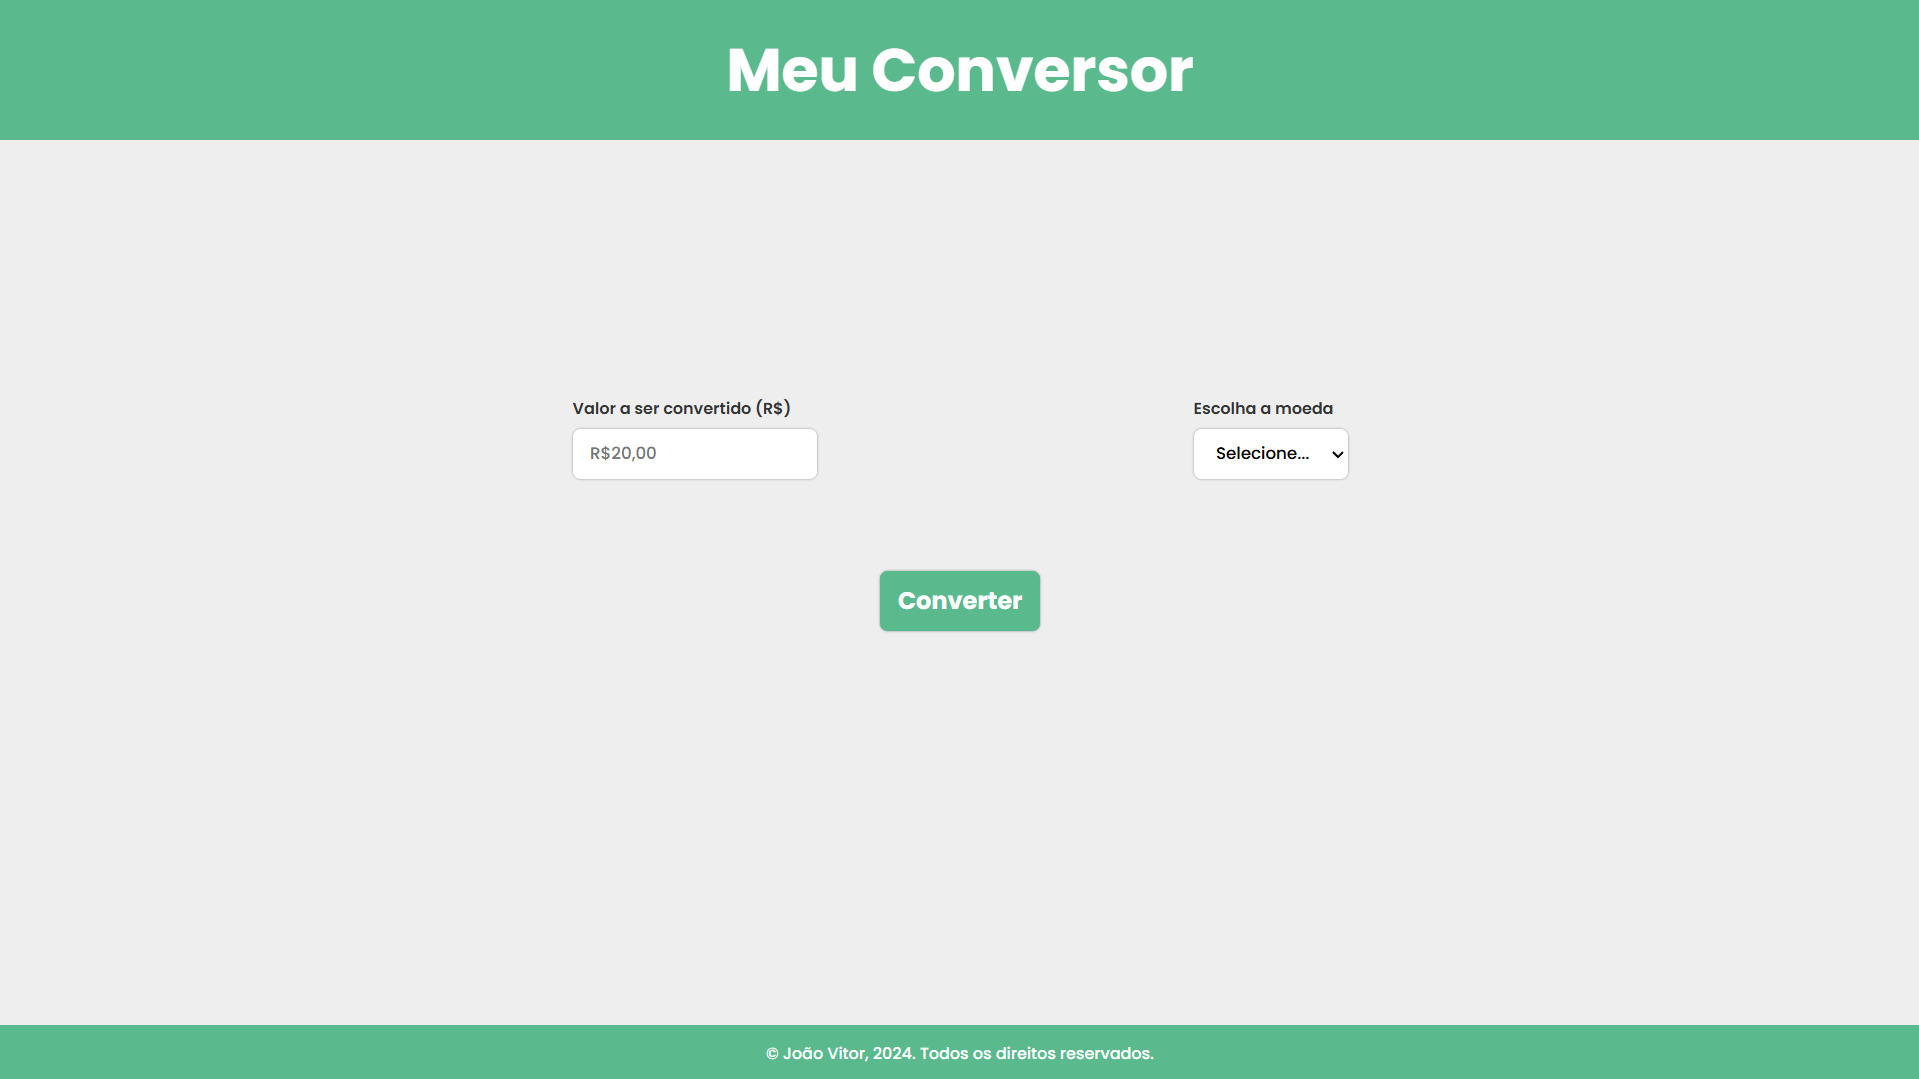 Meu Conversor
Valor a ser convertido (R$)
R$20,00
Escolha a moeda
Selecione...
Converter
© João Vitor, 2024. Todos os direitos reservados.